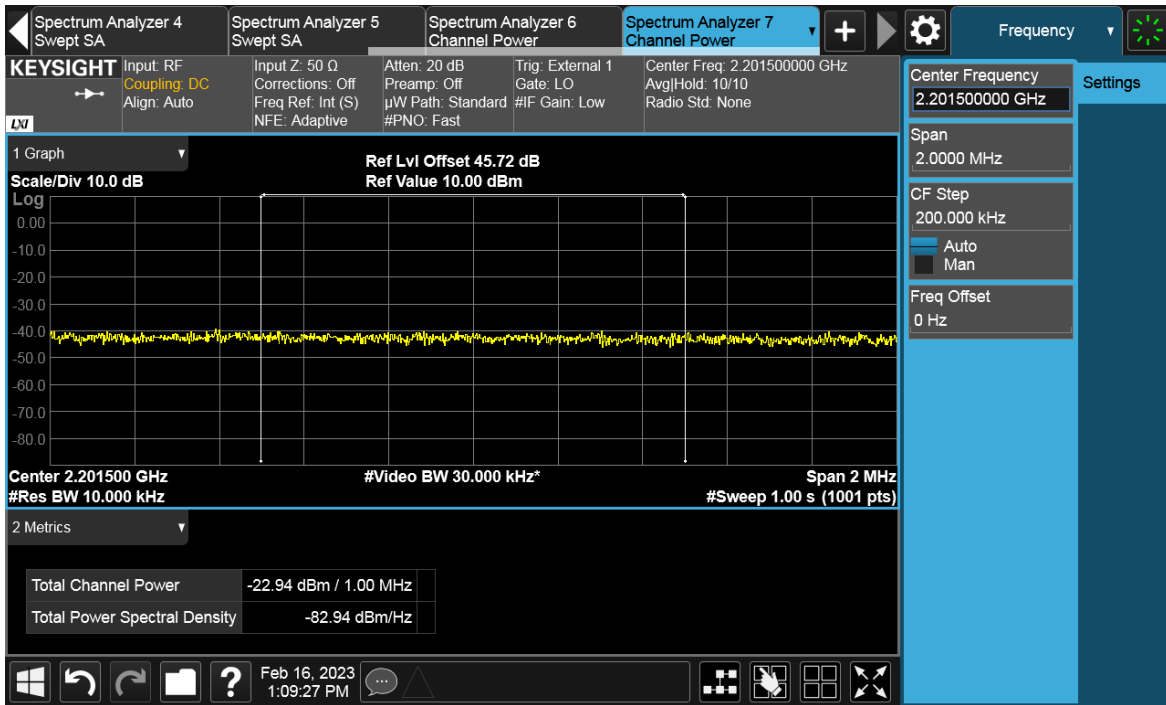 Spectrum Analyzer 4
Swept SA
Spectrum Analyzer 5
Swept SA
Spectrum Analyzer 6
Channel Power
Spectrum Analyzer 7
Channel Power
Frequency
KEYSIGHT
LXI
Input: RF
Coupling: DC
Align: Auto
Input Z: 50 Ω
Corrections: Off
Freq Ref: Int (S)
NFE: Adaptive
Atten: 20 dB
Preamp: Off
µW Path: Standard
#PNO: Fast
Trig: External 1
Gate: LO
#IF Gain: Low
Center Freq: 2.201500000 GHz
Avg|Hold: 10/10
Radio Std: None
Center Frequency
2.201500000 GHz
Settings
Span
2.0000 MHz
CF Step
200.000 kHz
Auto
Man
Freq Offset
0 Hz
1 Graph
Scale/Div 10.0 dB
Ref Lvl Offset 45.72 dB
Ref Value 10.00 dBm
Log
0.00
-10.0
-20.0
-30.0
-40.0
-50.0
-60.0
-70.0
-80.0
Center 2.201500 GHz
#Video BW 30.000 kHz*
Span 2 MHz
#Res BW 10.000 kHz
#Sweep 1.00 s (1001 pts)
2 Metrics
Total Channel Power -22.94 dBm / 1.00 MHz
Total Power Spectral Density -82.94 dBm/Hz
?
Feb 16, 2023
1:09:27 PM